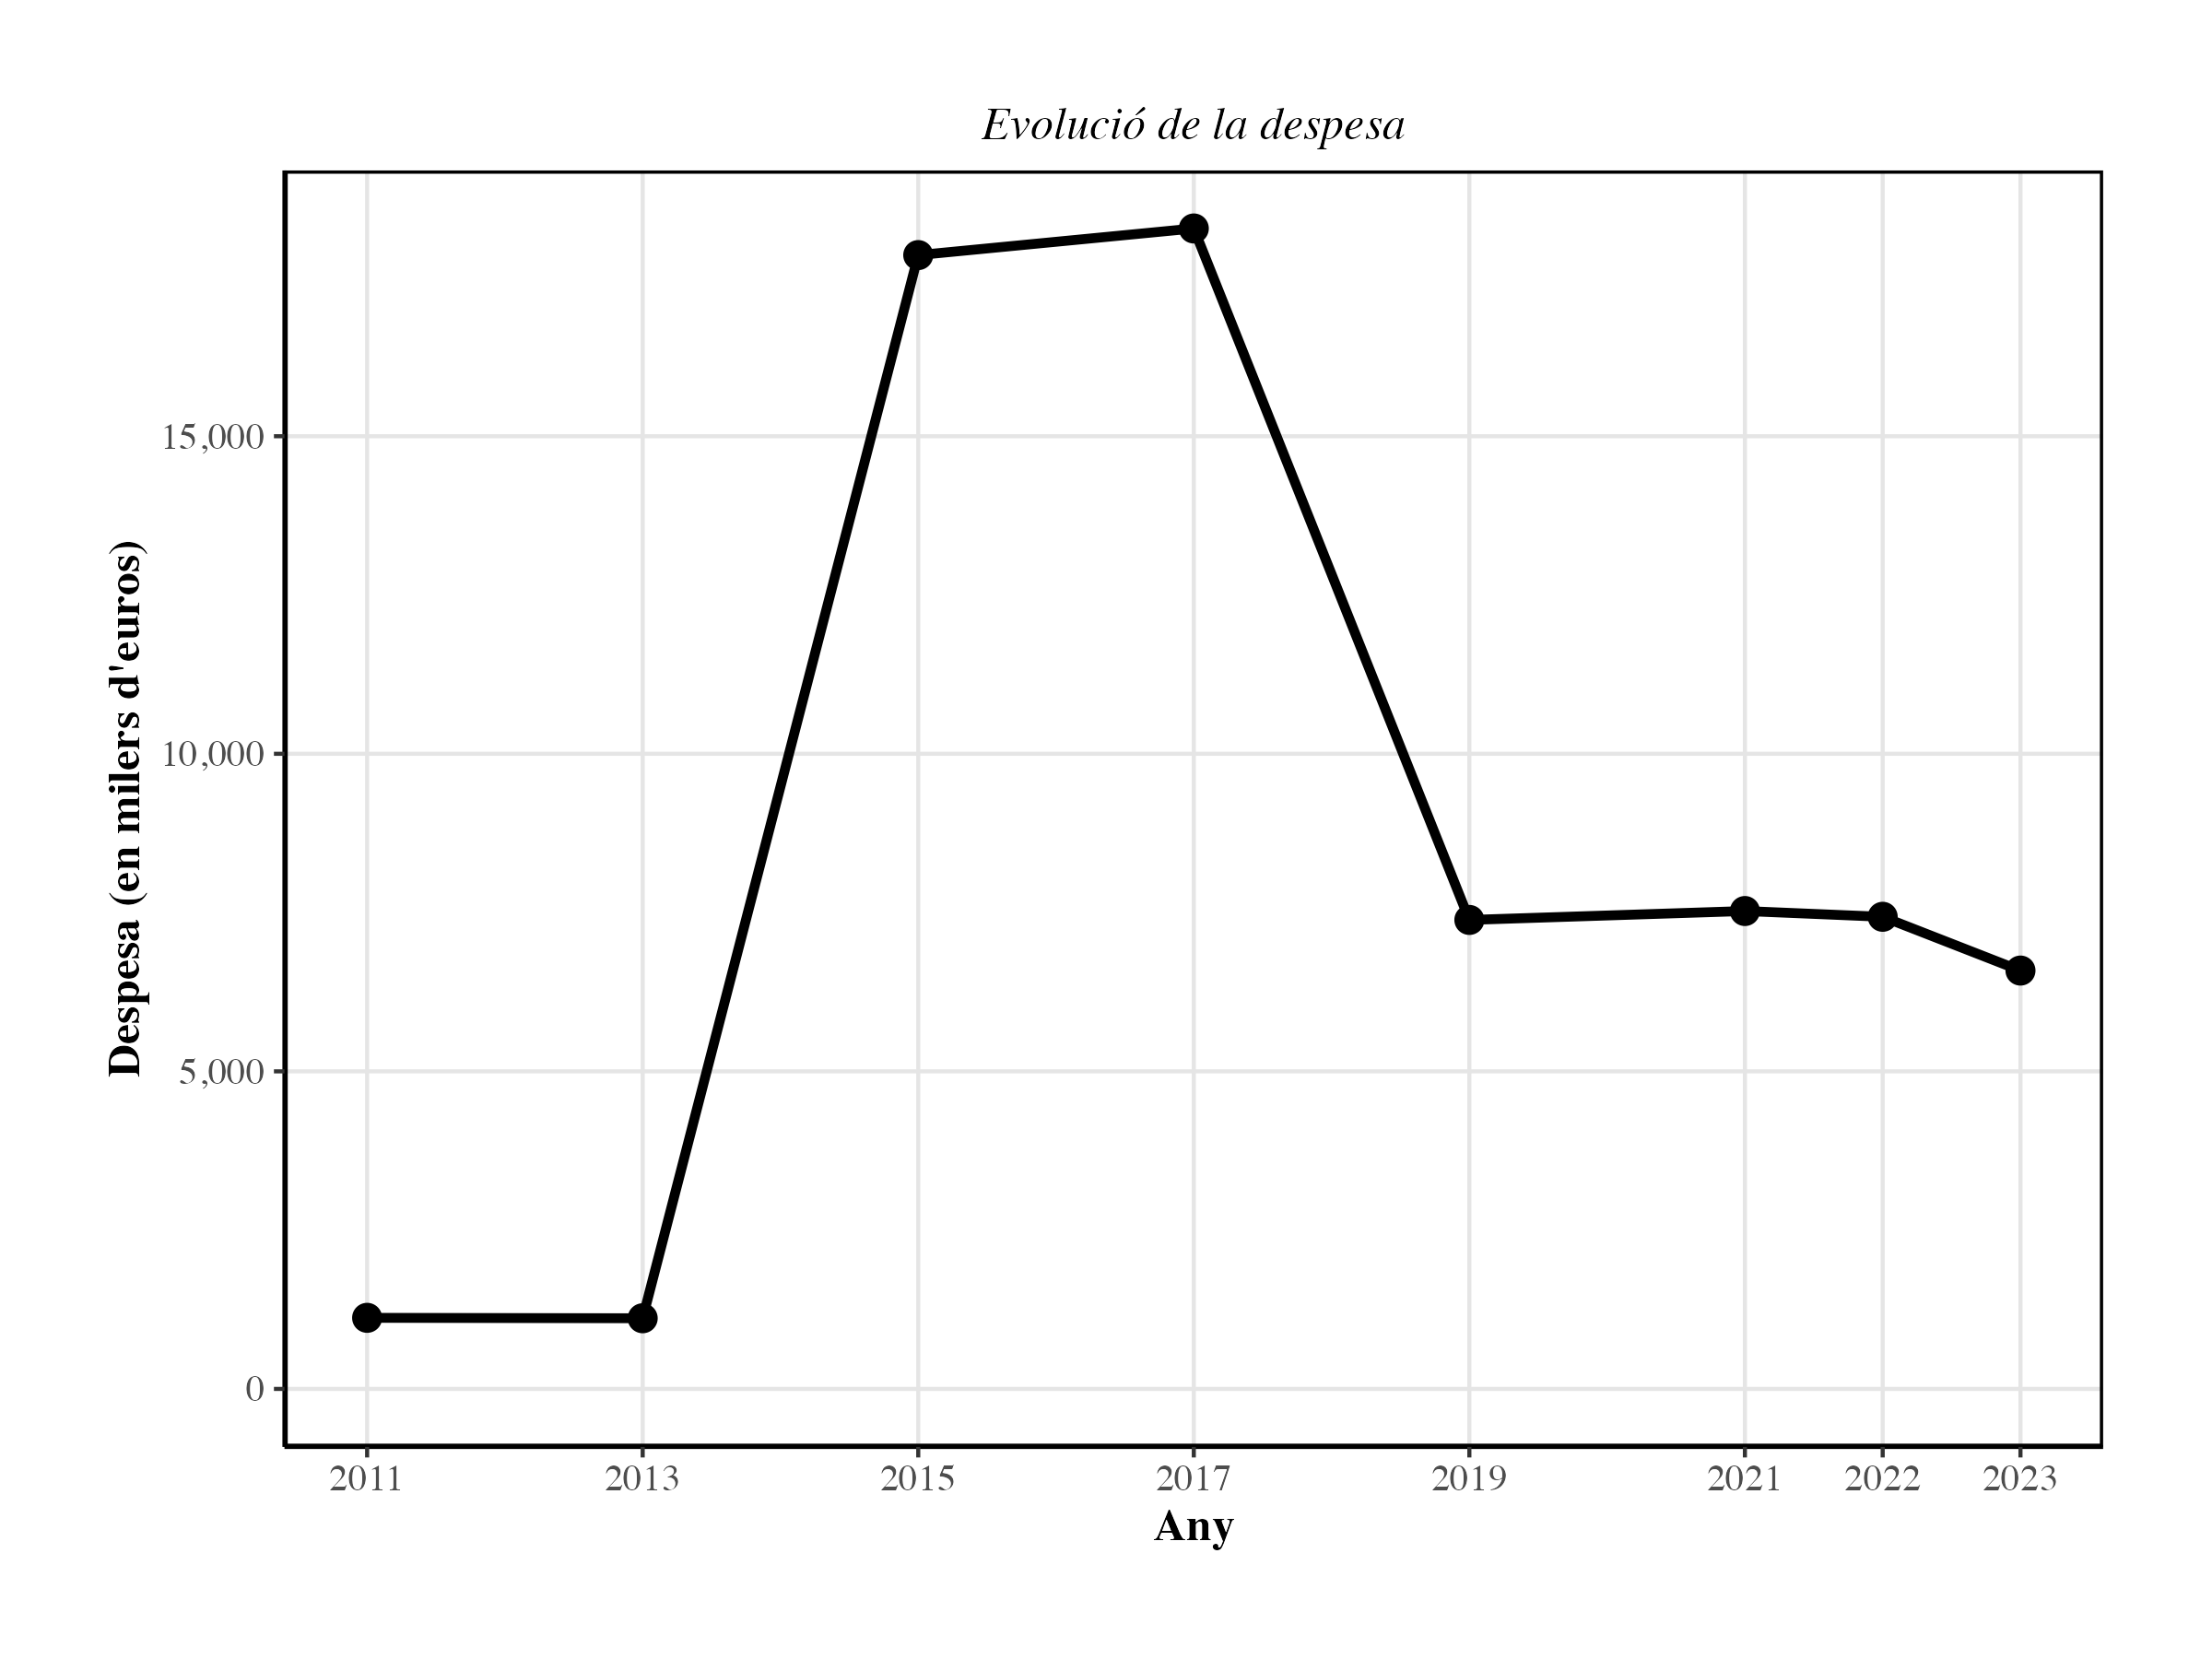 Evolució de la despesa
Despesa (en milers d'euros)
15,000
10,000
5,000
0
2011 2013 2015 2017 2019 2021 2022 2023
Any